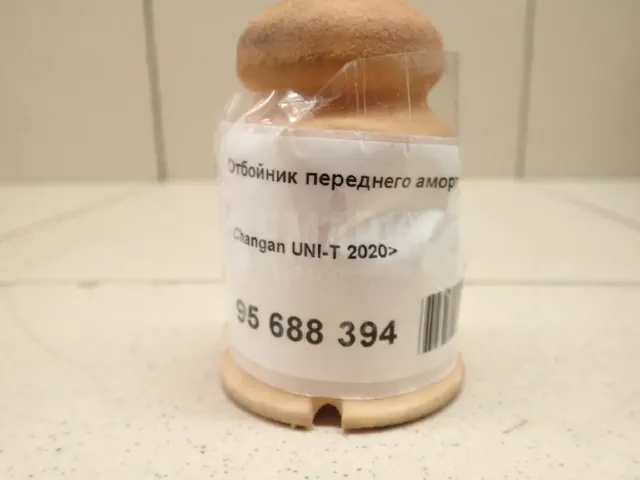 Отбойник переднего аморт
Changan UNI-T 2020>
95 688 394